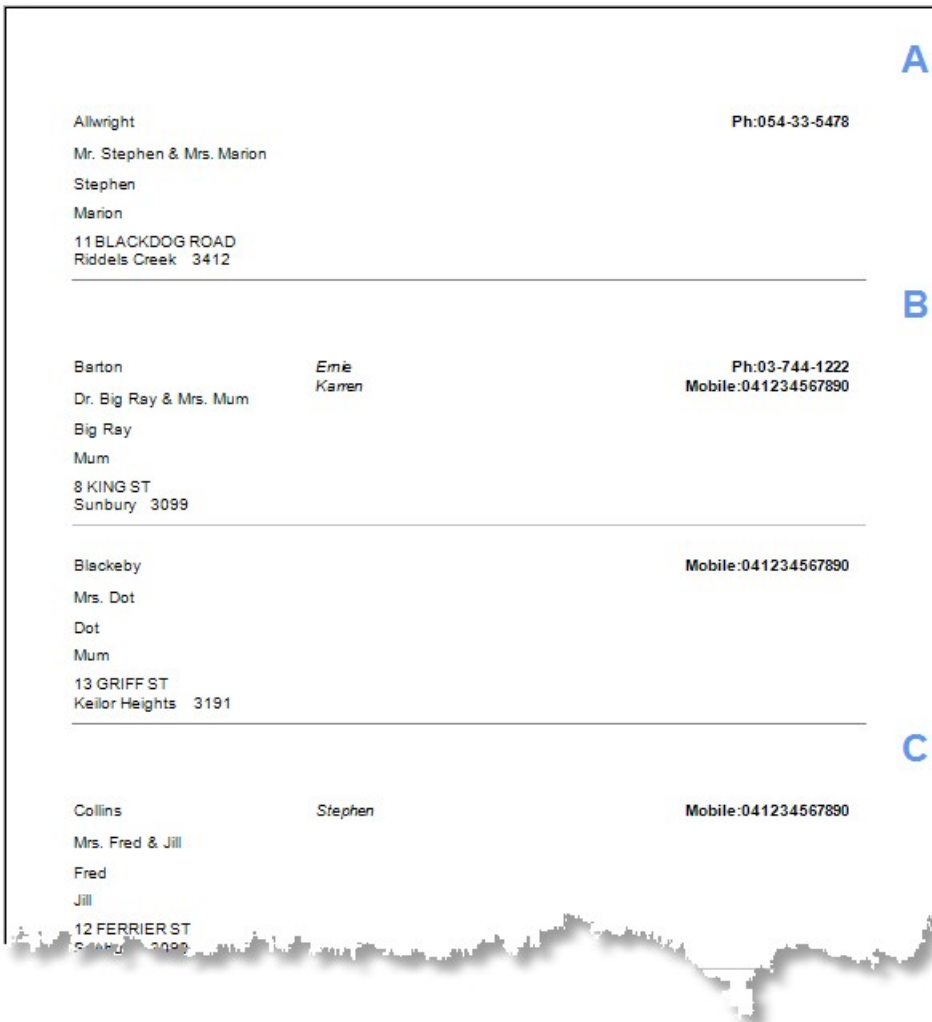 A
Allwright Ph:054-33-5478
Mr. Stephen & Mrs. Marion
Stephen
Marion
11 BLACKDOG ROAD
Riddels Creek 3412
B
Barton Ernie Ph:03-744-1222
Karren Mobile:041234567890
Dr. Big Ray & Mrs. Mum
Big Ray
Mum
8 KING ST
Sunbury 3099
Blackeby Mobile:041234567890
Mrs. Dot
Dot
Mum
13 GRIFF ST
Keilor Heights 3191
C
Collins Stephen Mobile:041234567890
Mrs. Fred & Jill
Fred
Jill
12 FERRIER ST